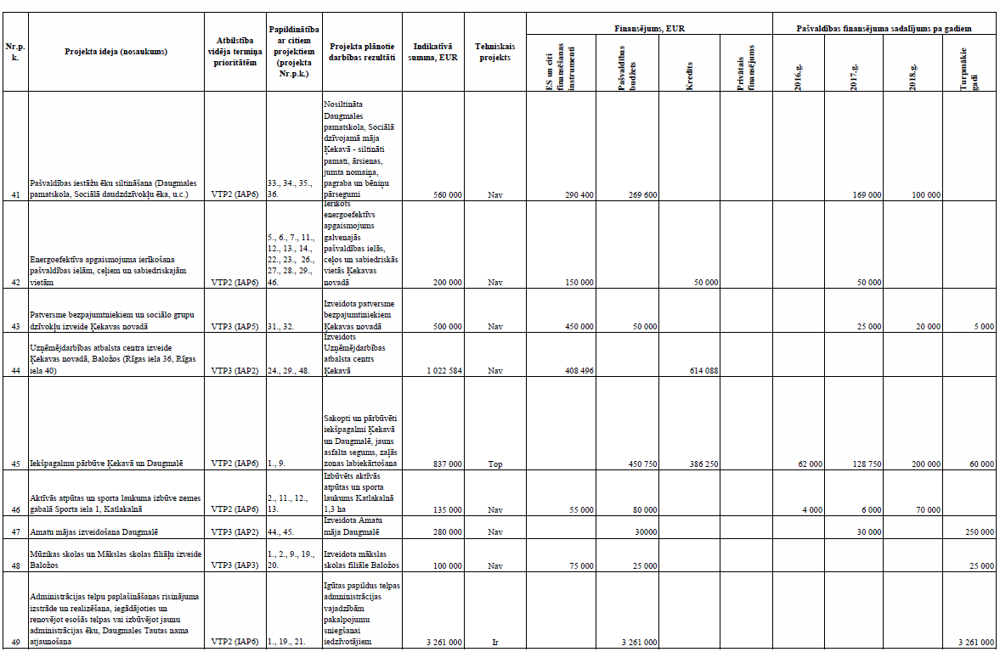 Nr.p.k. Projekta ideja (nosaukums) Atbilstība vidēja termiņa prioritātēm Papildinātība ar citiem projektiem (projekta Nr.p.k.) Projekta plānotie darbības rezultāti Indikatīvā summa, EUR Tehniskais projekts Finansējums, EUR Pašvaldības finansējuma sadalījums pa gadiem
ES un citi finansēšanas instrumenti Pašvaldības budžets Kredīts Privātais finansējums 2016.g. 2017.g. 2018.g. Turpmākie gadi
41 Pašvaldības iestāžu ēku siltināšana (Daugmales pamatskola, Sociālā daudzdzīvokļu ēka, u.c.) VTP2 (IAP6) 33., 34., 35., 36. Nosiltināta Daugmales pamatskola, Sociālā dzīvojamā māja Ķekavā - siltināti pamati, ārsienas, jumta nomaiņa, pagraba un bēniņu pārsegumi 560 000 Nav 290 400 269 600 169 000 100 000
42 Energoefektīva apgaismojuma ierīkošana pašvaldības ielām, ceļiem un sabiedriskajām vietām VTP2 (IAP6) 5., 6., 7., 11., 12., 13., 14., 22., 23., 26., 27., 28., 29., 46. Ierīkots energoefektīvs apgaismojums galvenajās pašvaldības ielās, ceļos un sabiedriskās vietās Ķekavas novadā 200 000 Nav 150 000 50 000 50 000
43 Patversme bezpajumtniekiem un sociālo grupu dzīvokļu izveide Ķekavas novadā VTP3 (IAP5) 31., 32. Izveidota patversme bezpajumtiniekiem Ķekavas novadā 500 000 Nav 450 000 50 000 25 000 20 000 5 000
44 Uzņēmējdarbības atbalsta centra izveide Ķekavas novadā, Baložos (Rīgas iela 36, Rīgas iela 40) VTP3 (IAP2) 24., 29., 48. Izveidots Uzņēmējdarbības atbalsta centrs Ķekavā 1 022 584 Nav 408 496 614 088
45 Iekšpagalmu pārbūve Ķekavā un Daugmalē VTP2 (IAP6) 1., 9. Sakopti un pārbūvēti iekšpagalmi Ķekavā un Daugmalē, jauns asfalta segums, zaļās zonas labiekārtošana 837 000 Top 450 750 386 250 62 000 128 750 200 000 60 000
46 Aktīvās atpūtas un sporta laukuma izbūve zemes gabalā Sporta iela 1, Katlakalnā VTP2 (IAP6) 2., 11., 12., 13. Izbūvēts aktīvās atpūtas un sporta laukums Katlakalnā 1,3 ha 135 000 Nav 55 000 80 000 4 000 6 000 70 000
47 Amatu mājas izveidošana Daugmalē VTP3 (IAP2) 44., 45. Izveidota Amatu māja Daugmalē 280 000 Nav 30000 30 000 250 000
48 Mūzikas skolas un Mākslas skolas filiāļu izveide Baložos VTP3 (IAP3) 1., 2., 9., 19., 20. Izveidota mākslas skolas filiāle Baložos 100 000 Nav 75 000 25 000 25 000
49 Administrācijas telpu paplašināšanas risinājuma izstrāde un realizēšana, iegādājoties un renovējot esošās telpas vai izbūvējot jaunu administrācijas ēku, Daugmales Tautas nama atjaunošana VTP2 (IAP6) 1., 19., 21. Igūtas papildus telpas admninistrācijas vajadzībām pakalpojumu sniegšanai iedzīvotājiem 3 261 000 Ir 3 261 000 3 261 000